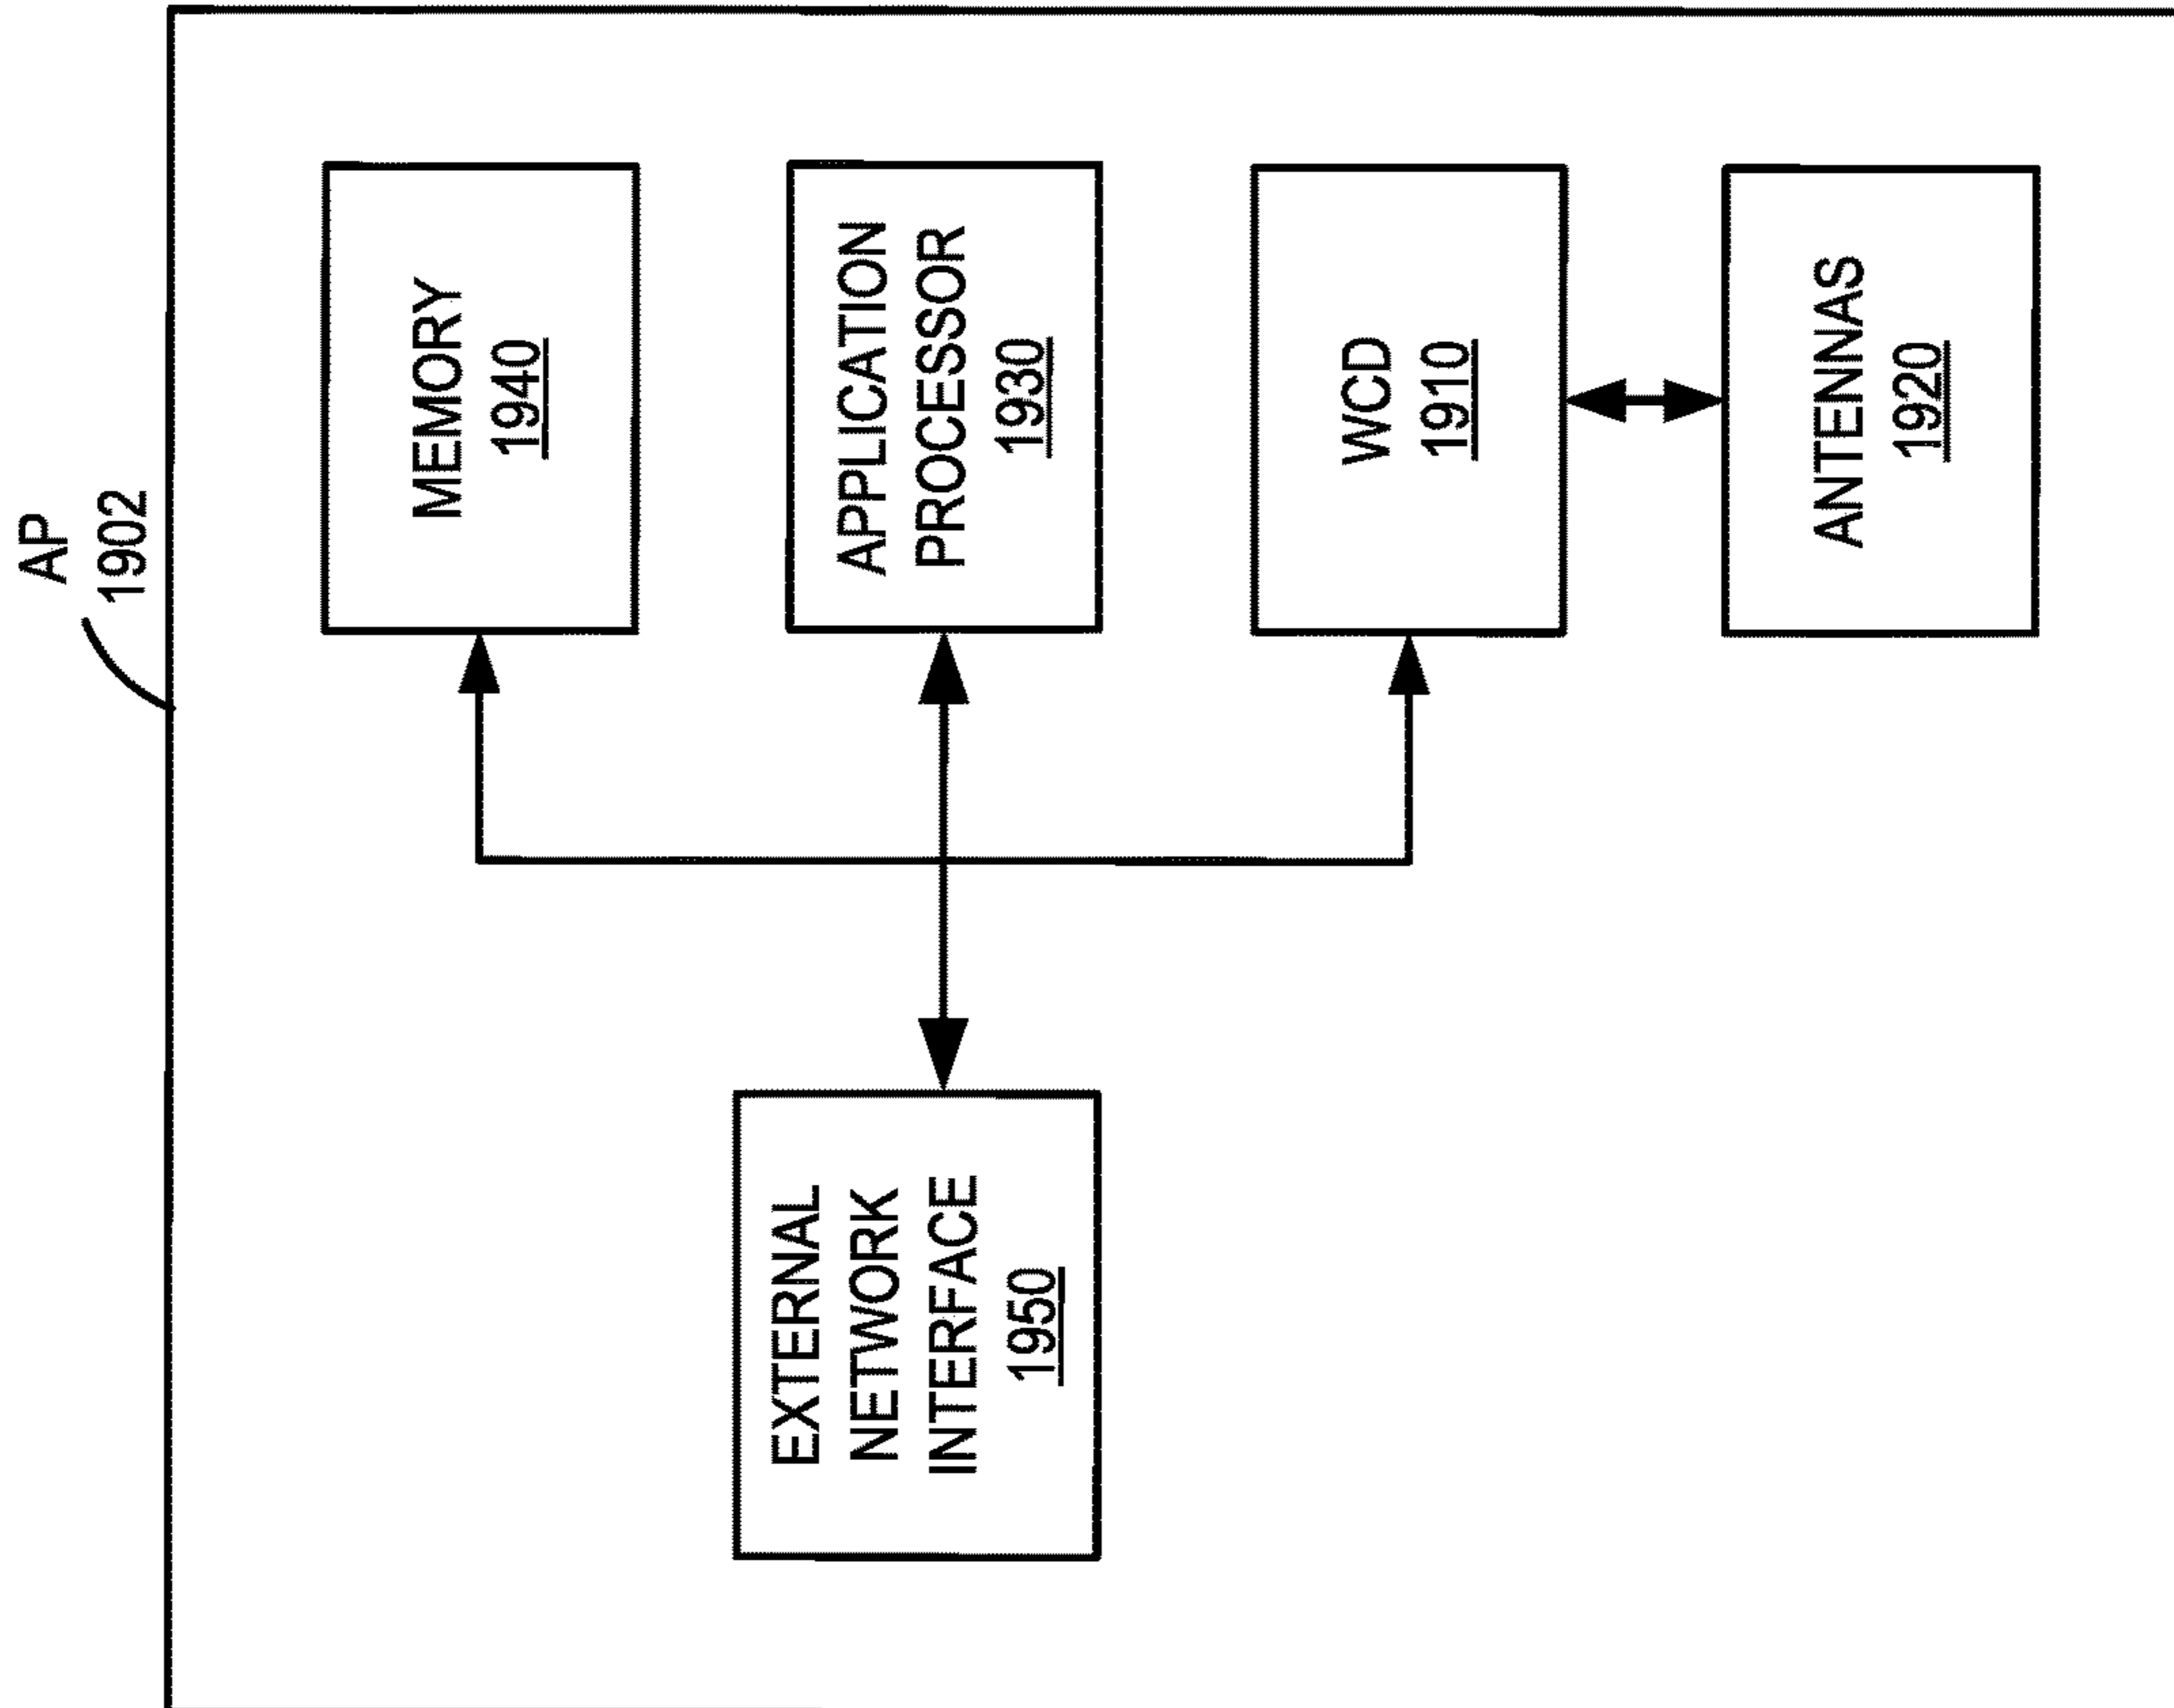 AP
1902
MEMORY
1940
APPLICATION
PROCESSOR
1930
WCD
1910
ANTENNAS
1920
EXTERNAL
NETWORK
INTERFACE
1950